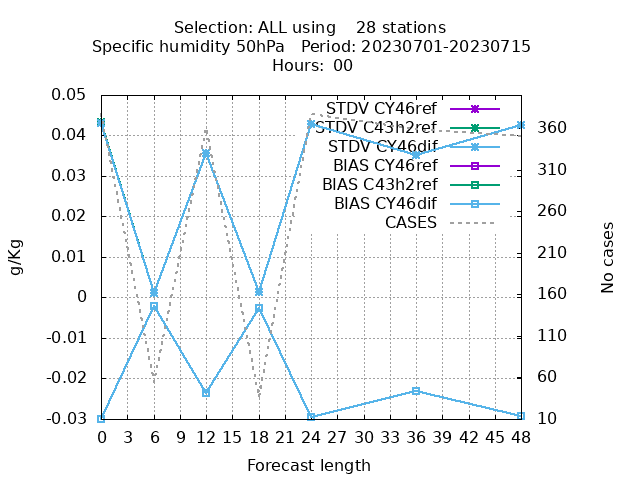 Selection: ALL using    28 stations
Specific humidity 50hPa   Period: 20230701-20230715
Hours:  00
0.05
0.04
0.03
0.02
0.01
0
-0.01
-0.02
-0.03
g/Kg
STDV CY46ref
STDV C43h2ref
STDV CY46dif
BIAS CY46ref
BIAS C43h2ref
BIAS CY46dif
CASES
360
310
260
210
160
110
60
10
No cases
0 3 6 9 12 15 18 21 24 27 30 33 36 39 42 45 48
Forecast length